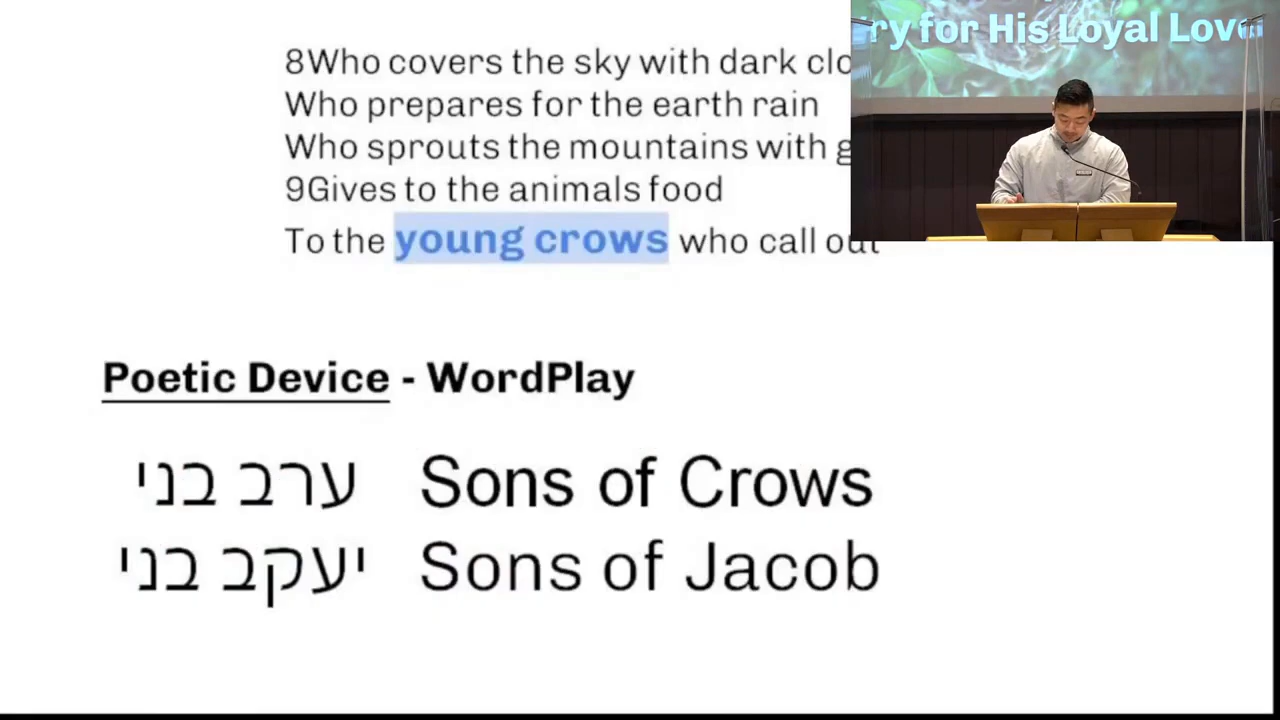 8Who covers the sky with dark clo
Who prepares for the earth rain
Who sprouts the mountains with g
9Gives to the animals food
To the young crows who call out
ry for His Loyal Love
Poetic Device - WordPlay
ערב בני Sons of Crows
יעקב בני Sons of Jacob